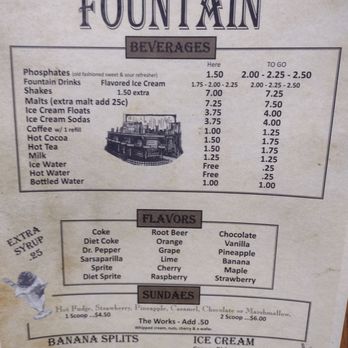 FOUNTAIN
BEVERAGES
Here TO GO
Phosphates (old fashioned sweet & sour refresher) 1.50 2.00 - 2.25 - 2.50
Fountain Drinks Flavored Ice Cream 1.75 - 2.00 - 2.25 2.00 - 2.25 - 2.50
Shakes 1.50 extra 7.00 7.25
Malts (extra malt add 25c) 7.25 7.50
Ice Cream Floats 3.75 4.00
Ice Cream Sodas 3.75 4.00
Coffee w/ 1 refill 1.00 1.25
Hot Cocoa 1.50 1.75
Hot Tea 1.50 1.75
Milk 1.25 1.25
Ice Water Free .25
Hot Water Free .25
Bottled Water 1.00 1.00
FLAVORS
EXTRA
SYRUP
.25
Coke Root Beer Chocolate
Diet Coke Orange Vanilla
Dr. Pepper Grape Pineapple
Sarsaparilla Lime Banana
Sprite Cherry Maple
Diet Sprite Raspberry Strawberry
SUNDAES
Hot Fudge, Strawberry, Pineapple, Caramel, Chocolate or Marshmallow.
1 Scoop ..$4.50 2 Scoop ...$6.00
The Works - Add .50
Whipped cream, nuts, cherry & a wafer.
BANANA SPLITS ICE CREAM